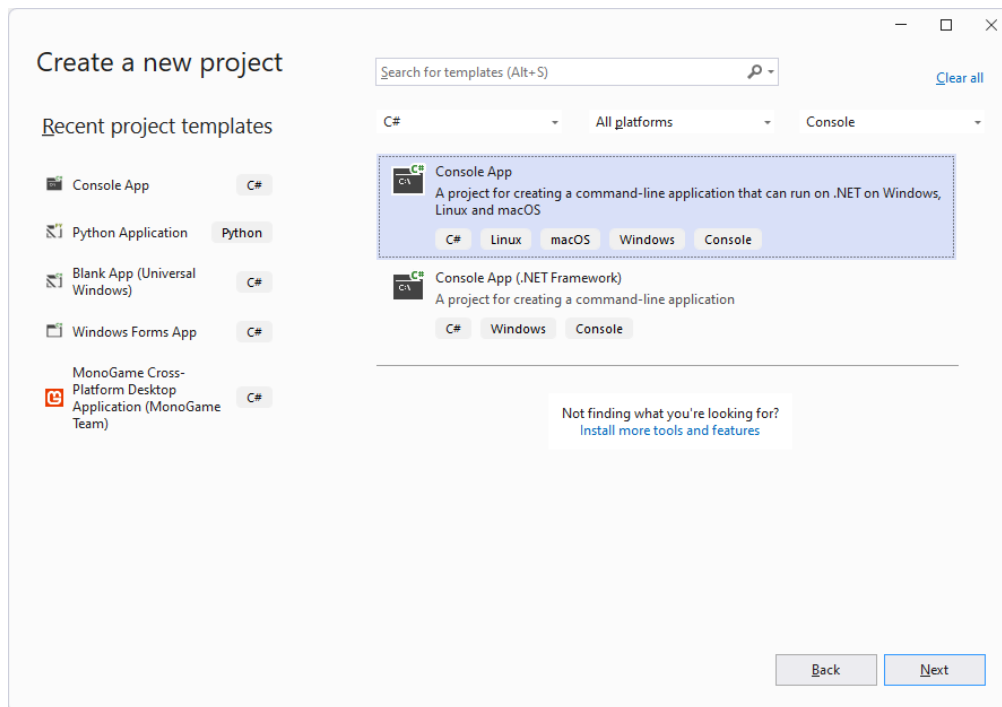 Create a new project
Search for templates (Alt+S)
Clear all
Recent project templates
C#
All platforms
Console
Console App
C#
Python Application
Python
Blank App (Universal
Windows)
C#
Windows Forms App
C#
MonoGame Cross-
Platform Desktop
Application (MonoGame
Team)
C#
C#
C:\
Console App
A project for creating a command-line application that can run on .NET on Windows,
Linux and macOS
C#
Linux
macOS
Windows
Console
C#
C:\
Console App (.NET Framework)
A project for creating a command-line application
C#
Windows
Console
Not finding what you're looking for?
Install more tools and features
Back
Next